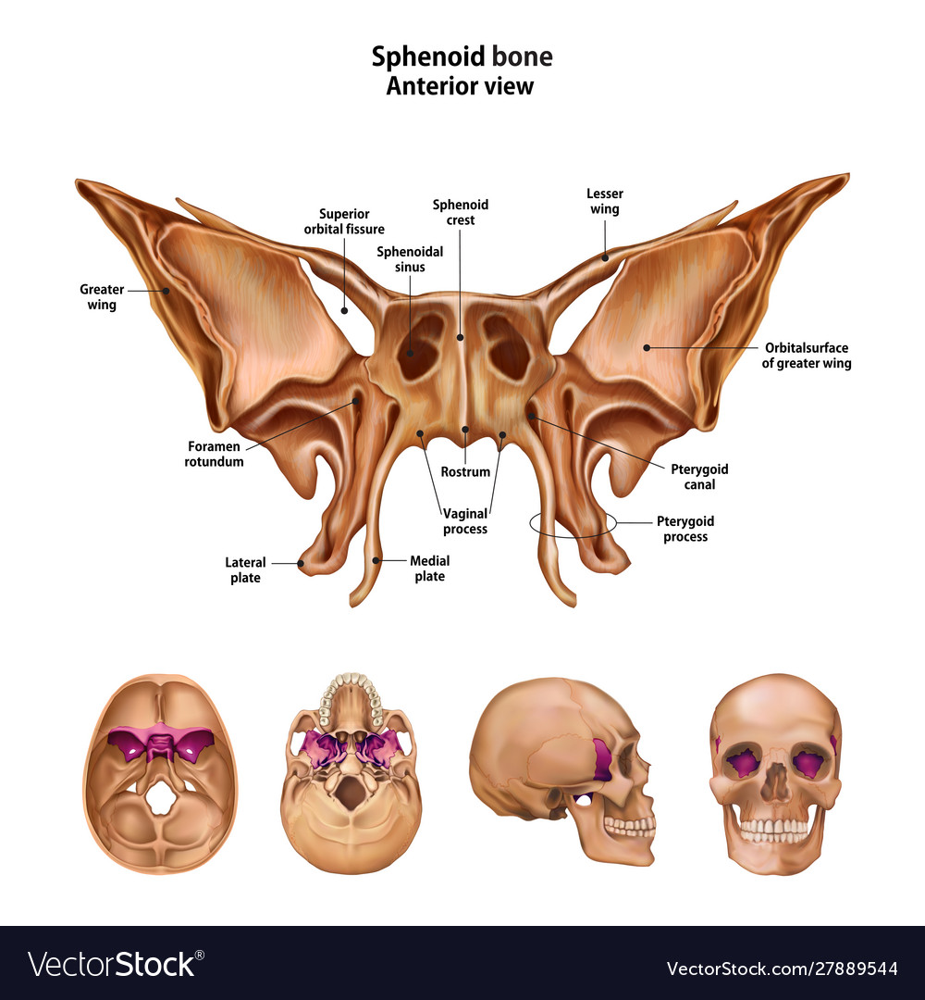 Sphenoid bone
Anterior view
Lesser
wing
Sphenoid
crest
Superior
orbital fissure
Sphenoidal
sinus
Greater
wing
Orbitalsurface
of greater wing
Foramen
rotundum
Rostrum
Pterygoid
canal
Vaginal
process
Pterygoid
process
Lateral
plate
Medial
plate
VectorStock®
VectorStock.com/27889544